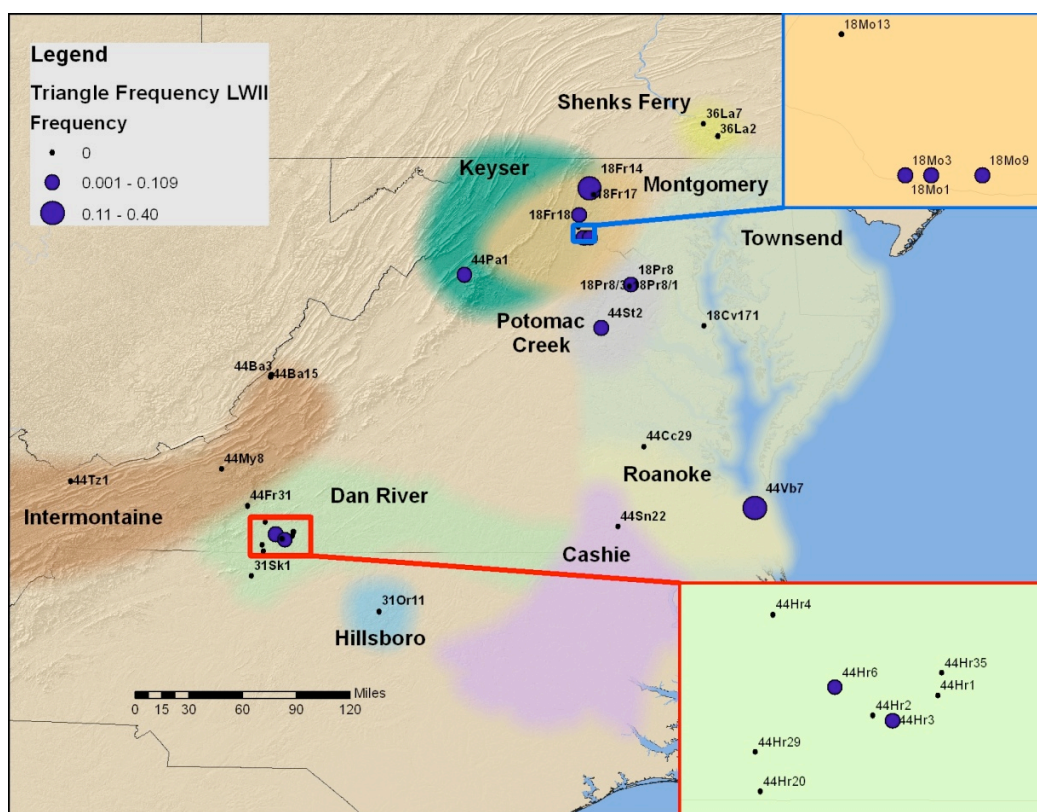 Legend
Triangle Frequency LWII
Frequency
0
0.001 - 0.109
0.11 - 0.40
18Mo13
18Mo3
18Mo9
18Mo1
Shenks Ferry
36La7
36La2
Keyser
18Fr14
Montgomery
18Fr17
18Fr18
Townsend
44Pa1
18Pr8
18Pr8/3
18Pr8/1
Potomac
Creek
44St2
18Cv171
44Ba3
44Ba15
44Cc29
44My8
44Tz1
Roanoke
44Vb7
Intermontaine
44Fr31
Dan River
44Sn22
Cashie
31Sk1
31Or11
Hillsboro
Miles
0 15 30 60 90 120
44Hr4
44Hr6
44Hr35
44Hr1
44Hr2
44Hr3
44Hr29
44Hr20